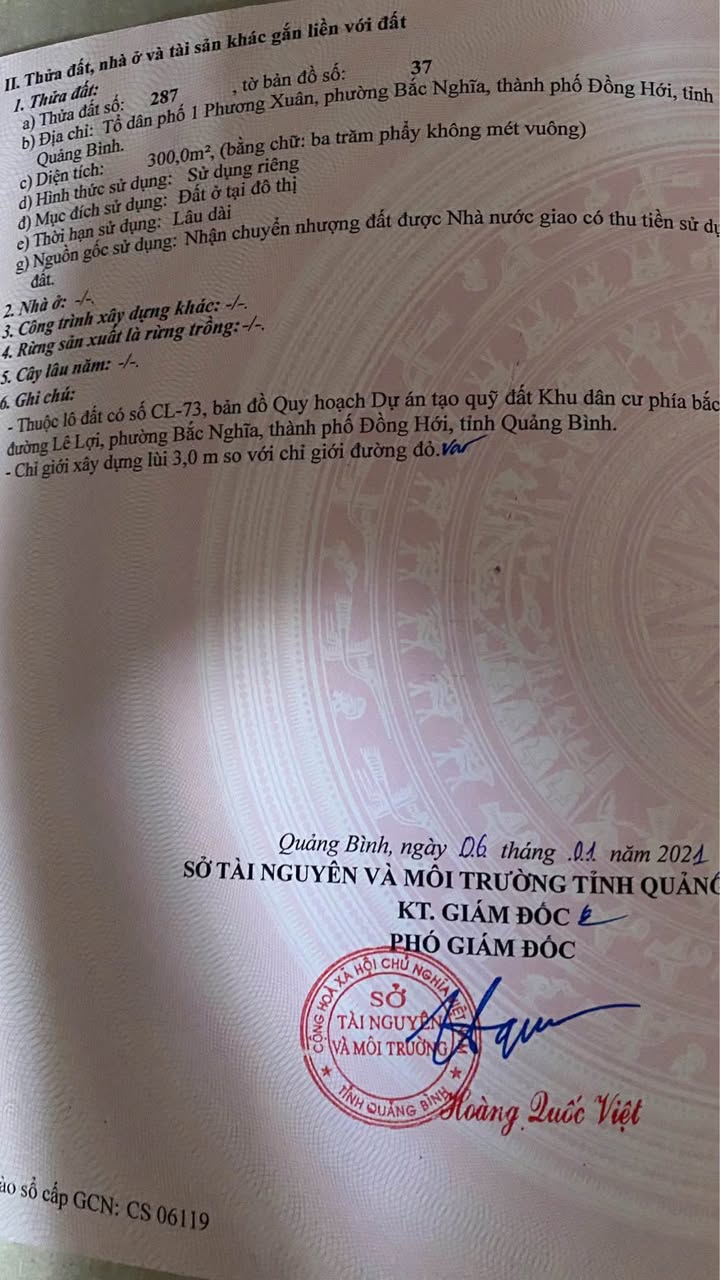 II. Thửa đất, nhà ở và tài sản khác gắn liền với đất
1. Thửa đất:
a) Thửa đất số: 287 , tờ bản đồ số: 37
b) Địa chỉ: Tổ dân phố 1 Phương Xuân, phường Bắc Nghĩa, thành phố Đồng Hới, tỉnh
Quảng Bình.
c) Diện tích: 300,0m², (bằng chữ: ba trăm phẩy không mét vuông)
d) Hình thức sử dụng: Sử dụng riêng
đ) Mục đích sử dụng: Đất ở tại đô thị
e) Thời hạn sử dụng: Lâu dài
g) Nguồn gốc sử dụng: Nhận chuyển nhượng đất được Nhà nước giao có thu tiền sử dụ
đất.
2. Nhà ở: -/-.
3. Công trình xây dựng khác: -/-.
4. Rừng sản xuất là rừng trồng: -/-.
5. Cây lâu năm: -/-.
6. Ghi chú:
- Thuộc lô đất có số CL-73, bản đồ Quy hoạch Dự án tạo quỹ đất Khu dân cư phía bắc
đường Lê Lợi, phường Bắc Nghĩa, thành phố Đồng Hới, tỉnh Quảng Bình.
- Chỉ giới xây dựng lùi 3,0 m so với chỉ giới đường đỏ.
Quảng Bình, ngày 06 tháng 01 năm 2021
SỞ TÀI NGUYÊN VÀ MÔI TRƯỜNG TỈNH QUẢNG
KT. GIÁM ĐỐC
PHÓ GIÁM ĐỐC
CỘNG HOÀ XÃ HỘI CHỦ NGHĨA VIỆT NAM
SỞ
TÀI NGUYÊN
VÀ MÔI TRƯỜNG
TỈNH QUẢNG BÌNH
Hoàng Quốc Việt
ào sổ cấp GCN: CS 06119